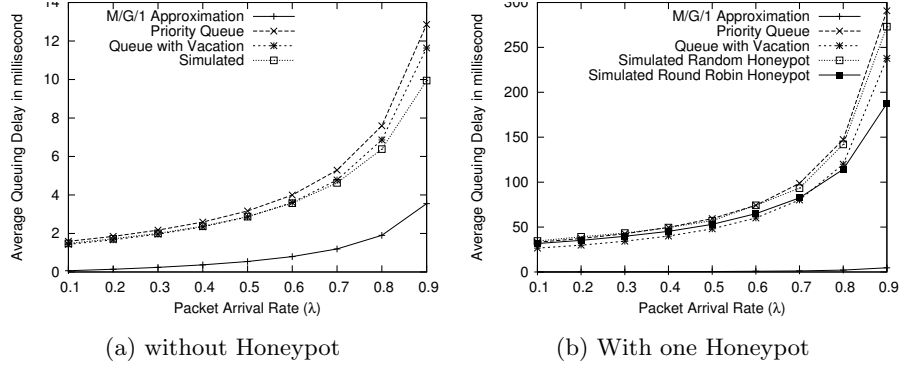 14
12
10
8
6
4
2
0
Average Queuing Delay in millisecond
M/G/1 Approximation
Priority Queue
Queue with Vacation
Simulated
0.1 0.2 0.3 0.4 0.5 0.6 0.7 0.8 0.9
Packet Arrival Rate (λ)
(a) without Honeypot
300
250
200
150
100
50
0
Average Queuing Delay in millisecond
M/G/1 Approximation
Priority Queue
Queue with Vacation
Simulated Random Honeypot
Simulated Round Robin Honeypot
0.1 0.2 0.3 0.4 0.5 0.6 0.7 0.8 0.9
Packet Arrival Rate (λ)
(b) With one Honeypot